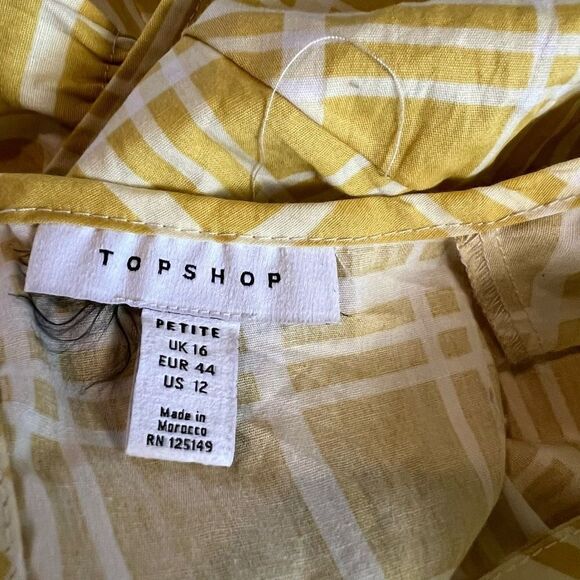 TOPSHOP
PETITE
UK 16
EUR 44
US 12
Made in
Morocco
RN 125149